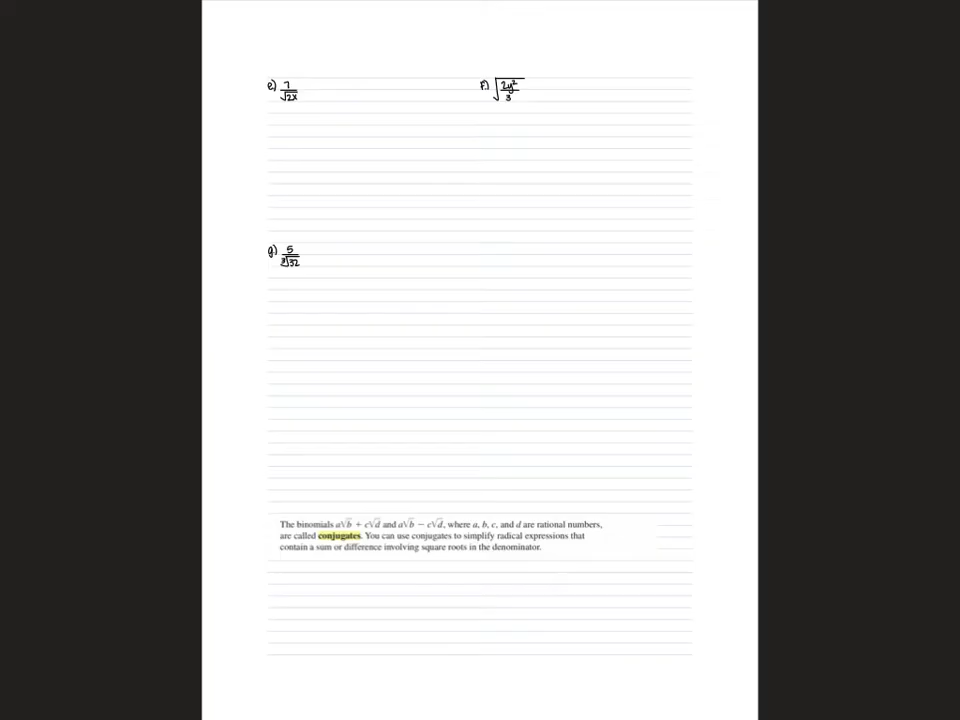 e) 7/√2x
f) √2y²/3
g) 5/³√32
The binomials a√b + c√d and a√b − c√d, where a, b, c, and d are rational numbers,
are called conjugates. You can use conjugates to simplify radical expressions that
contain a sum or difference involving square roots in the denominator.